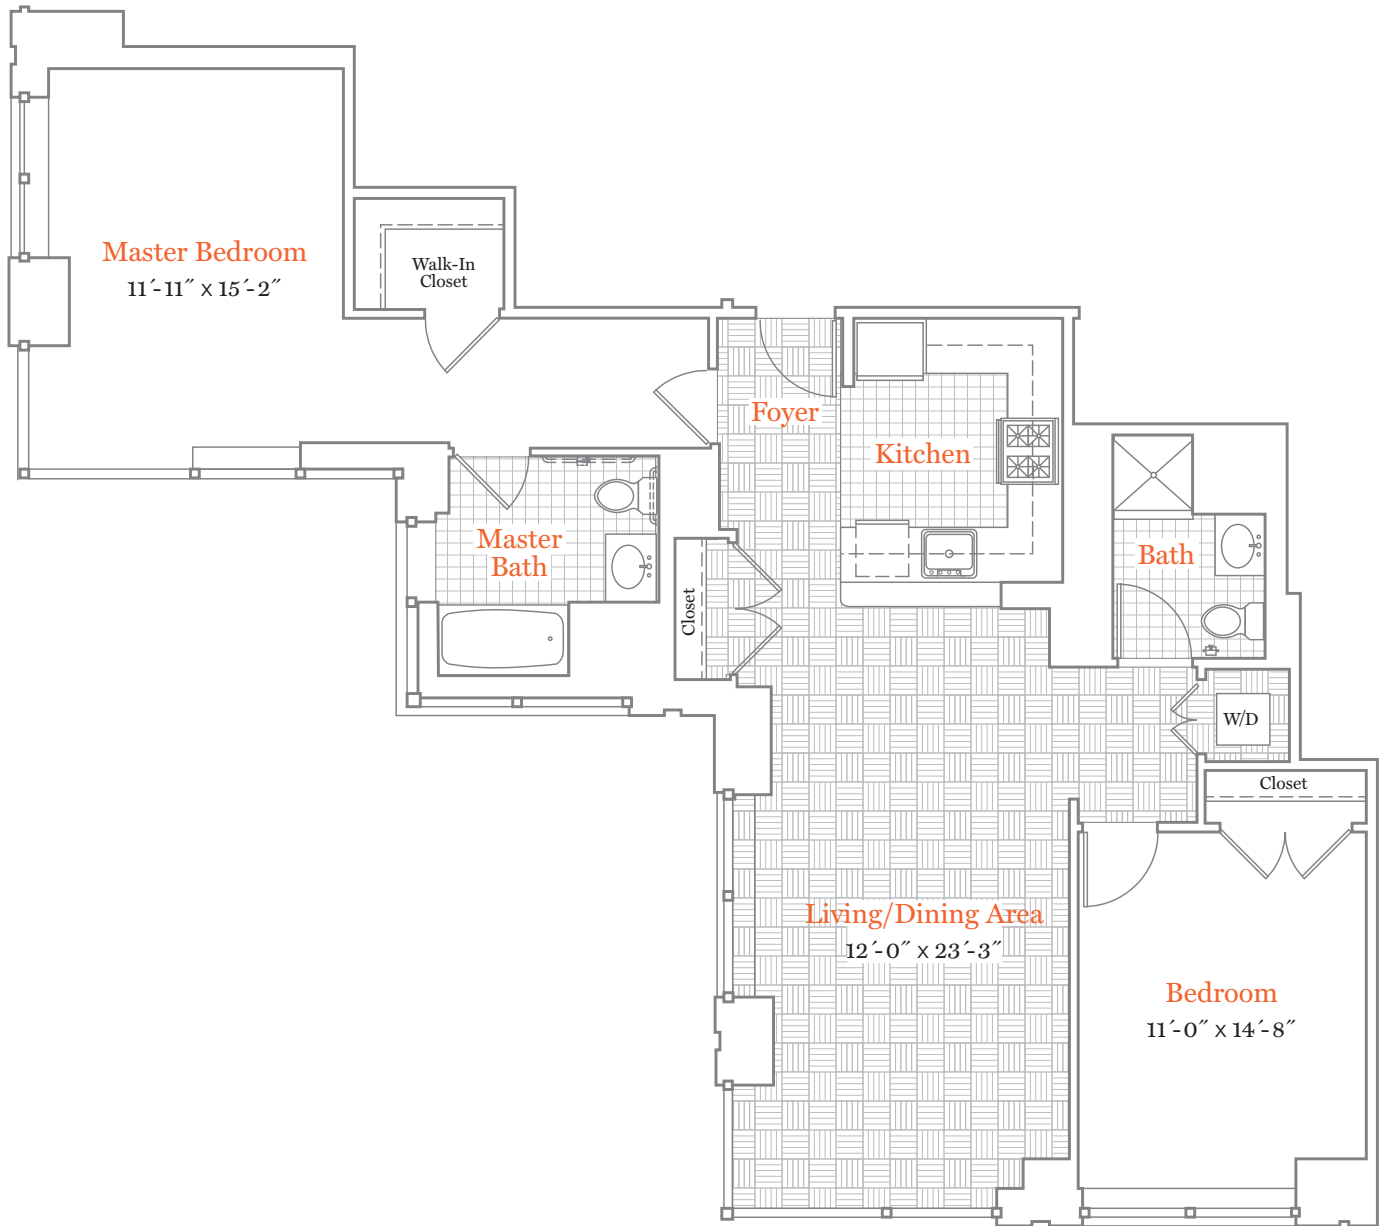 Master Bedroom
11´-11˝ x 15´-2˝
Walk-In
Closet
Foyer
Kitchen
Master
Bath
Closet
Bath
W/D
Closet
Living/Dining Area
12´-0˝ x 23´-3˝
Bedroom
11´-0˝ x 14´-8˝